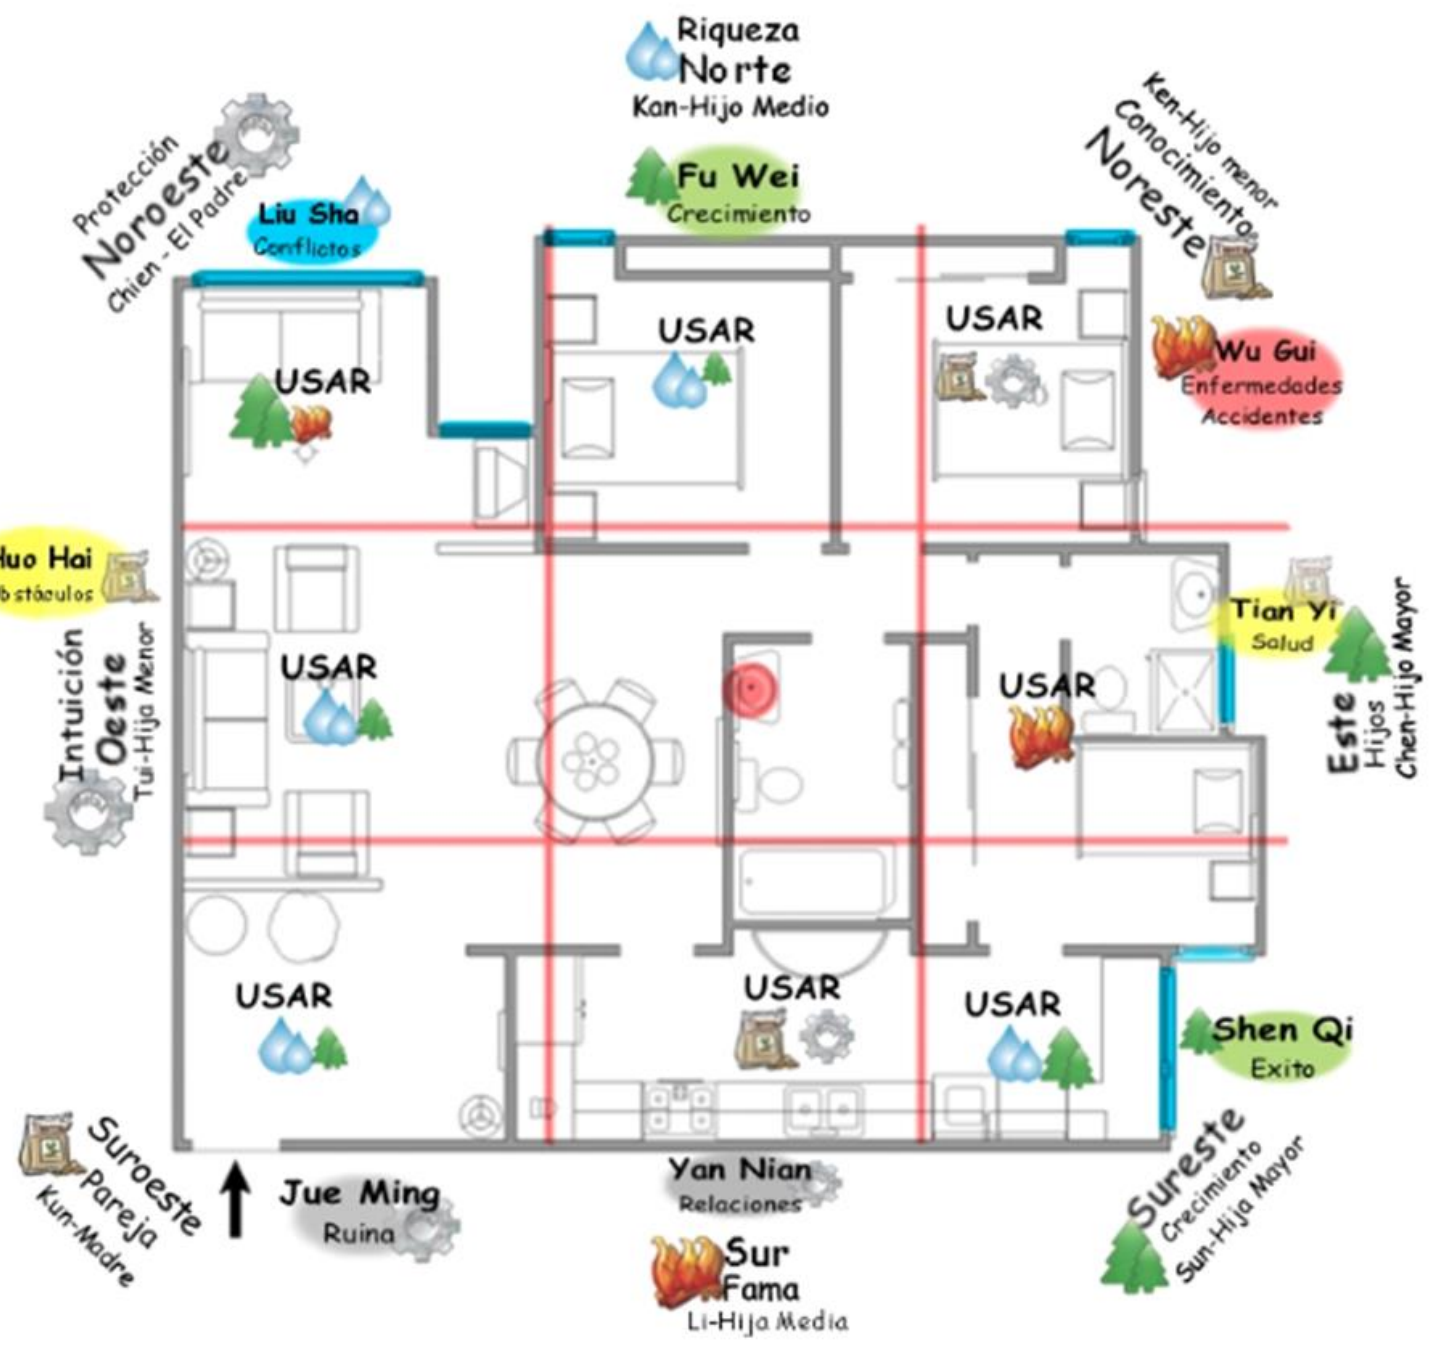 Riqueza
Norte
Kan-Hijo Medio
Fu Wei
Crecimiento
Protección
Noroeste
Chien - El Padre
Liu Sha
Conflictos
Ken-Hijo menor
Conocimiento
Noreste
Wu Gui
Enfermedades
Accidentes
USAR
USAR
USAR
Huo Hai
bstáculos
Intuición
Oeste
Tui-Hija Menor
USAR
USAR
Tian Yi
Salud
Este
Hijos
Chen-Hijo Mayor
USAR
USAR
USAR
Shen Qi
Exito
Suroeste
Pareja
Kun-Madre
Jue Ming
Ruina
Yan Nian
Relaciones
Sur
Fama
Li-Hija Media
Sureste
Crecimiento
Sun-Hija Mayor